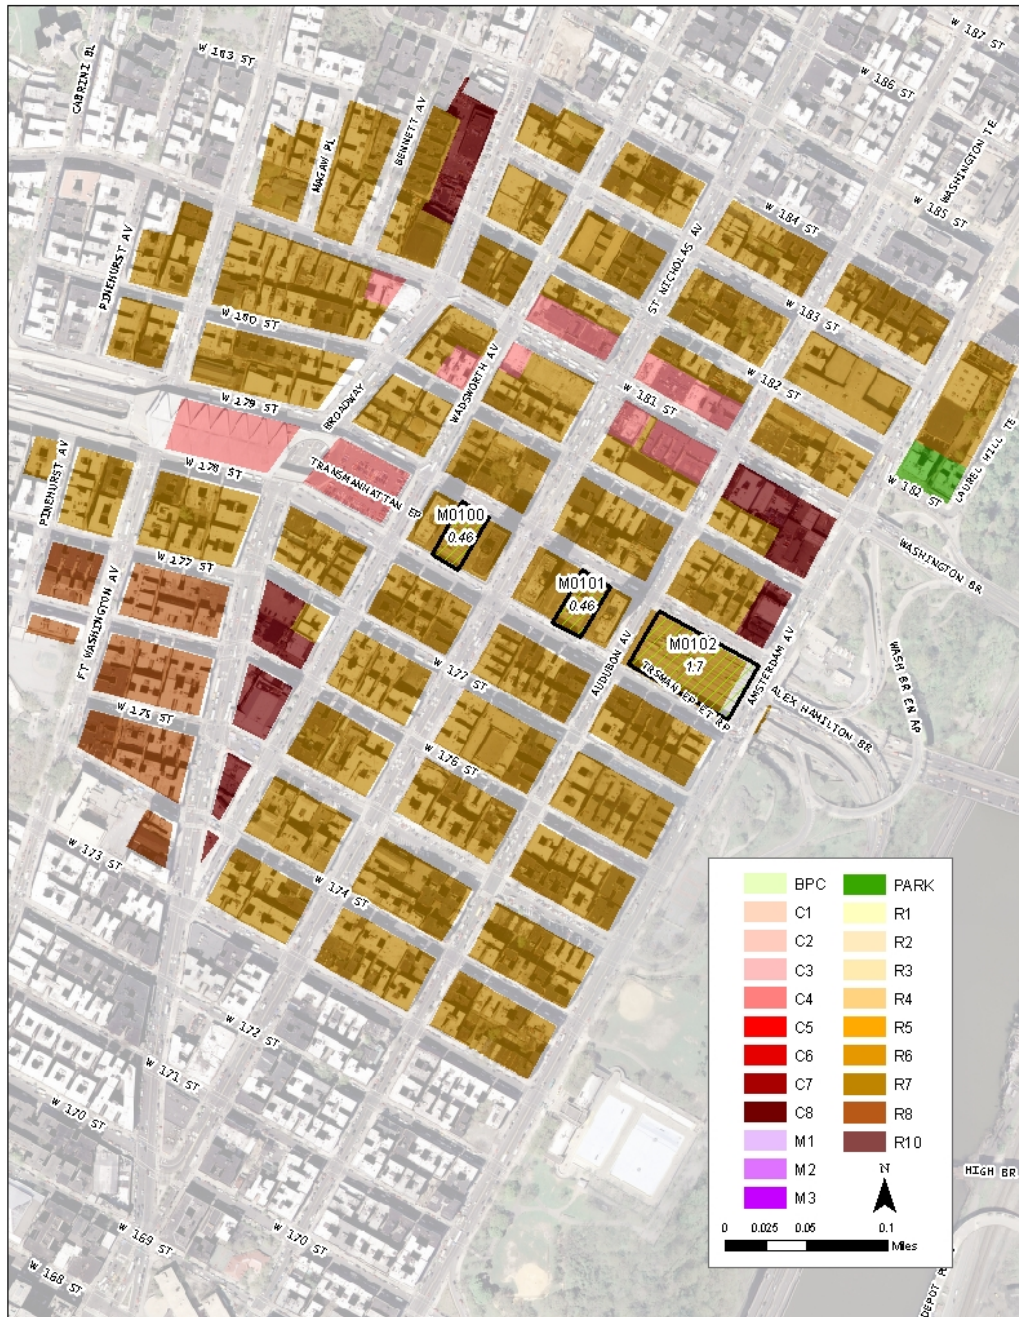 W 187 ST
W 183 ST
CABRINI BL
W 186 ST
BENNETT AV
MAGAW PL
WASHINGTON TE
W 185 ST
W 184 ST
PINEHURST AV
ST NICHOLAS AV
W 183 ST
W 180 ST
WADSWORTH AV
W 182 ST
W 181 ST
W 179 ST
BROADWAY
LAUREL HILL TE
PINEHURST AV
W 178 ST
TRANSMANHATTAN EP
W 182 ST
M0100
0.46
WASHINGTON BR
W 177 ST
M0101
0.46
FT WASHINGTON AV
M0102
1.7
AUDUBON AV
TRSMAN EP ET RP
AMSTERDAM AV
WASH BR EN AP
W 177 ST
ALEX HAMILTON BR
W 175 ST
W 176 ST
W 173 ST
W 174 ST
BPC
C1
C2
C3
C4
C5
C6
C7
C8
M1
M2
M3
PARK
R1
R2
R3
R4
R5
R6
R7
R8
R10
N
0 0.025 0.05 0.1
Miles
W 172 ST
W 171 ST
W 170 ST
HIGH BR
W 169 ST
W 170 ST
W 168 ST